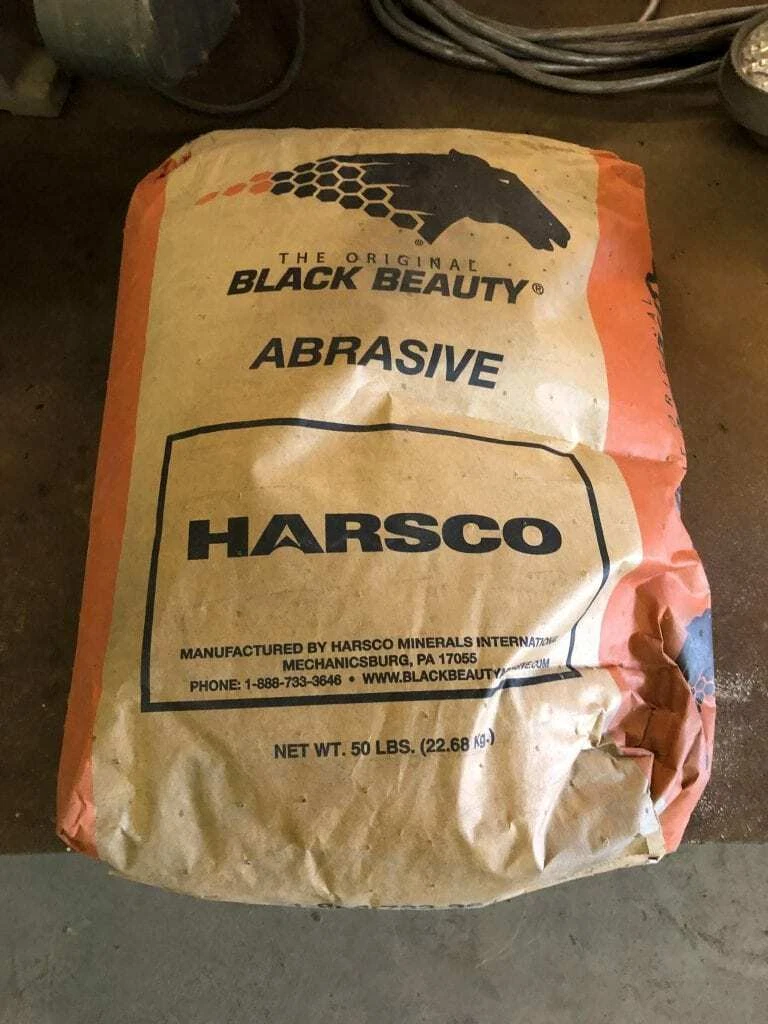 THE ORIGINAL
BLACK BEAUTY®
ABRASIVE
HARSCO
MANUFACTURED BY HARSCO MINERALS
MECHANICSBURG, PA 17055
PHONE: 1-888-733-3646 •
NET WT. 50 LBS. (22.68 Kg.)
ORIGINAL